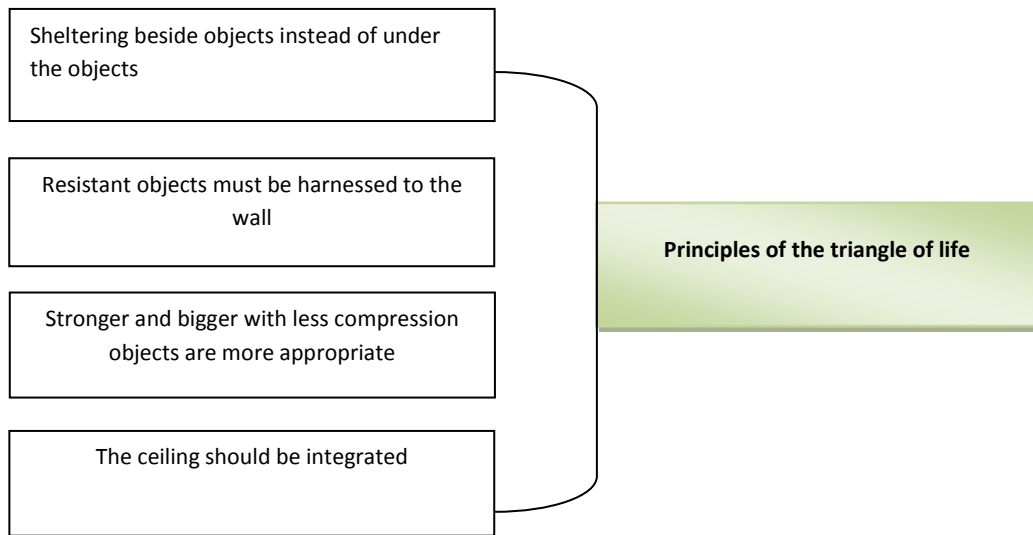 Sheltering beside objects instead of under
the objects
Resistant objects must be harnessed to the
wall
Stronger and bigger with less compression
objects are more appropriate
The ceiling should be integrated
Principles of the triangle of life